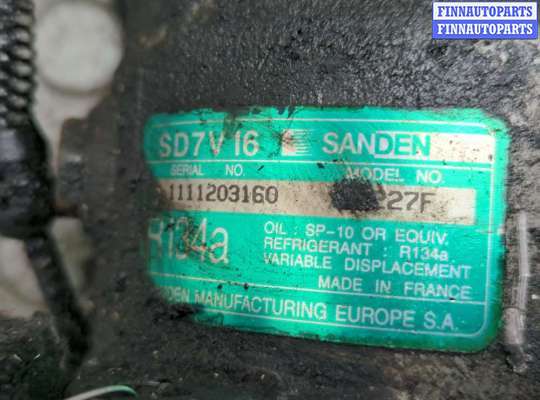 FINNAUTOPARTS
FINNAUTOPARTS
SD7V16 SANDEN
SERIAL NO MODEL NO.
1111203160 27F
R134a
OIL : SP-10 OR EQUIV.
REFRIGERANT : R134a
VARIABLE DISPLACEMENT
MADE IN FRANCE
DEN MANUFACTURING EUROPE S.A.